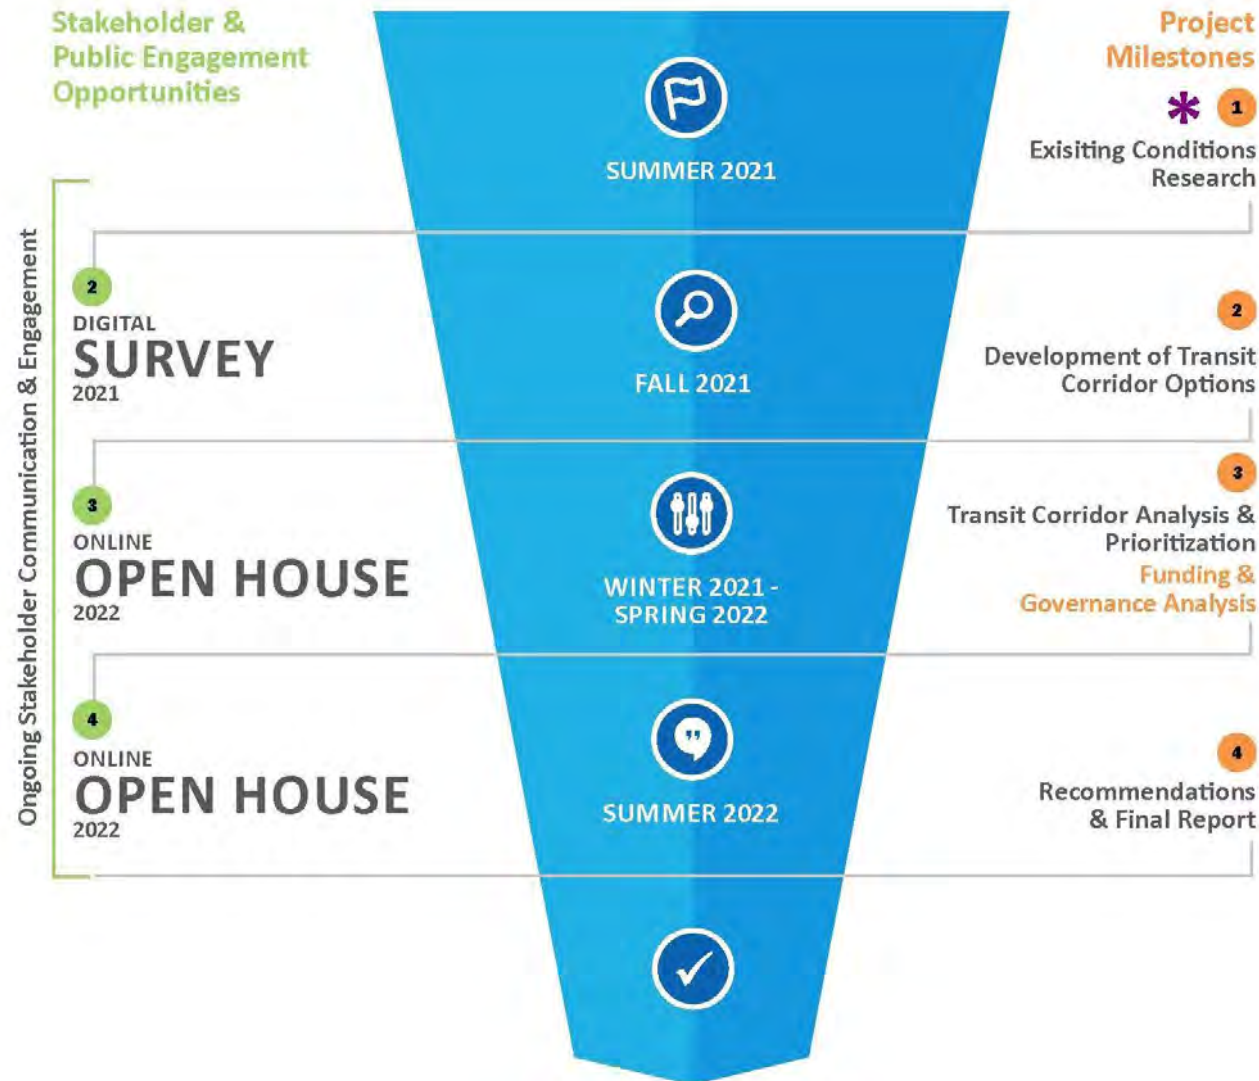 Stakeholder &
Public Engagement
Opportunities
Project
Milestones
* 1
Exisiting Conditions
Research
SUMMER 2021
Ongoing Stakeholder Communication & Engagement
2
DIGITAL
SURVEY
2021
FALL 2021
2
Development of Transit
Corridor Options
3
ONLINE
OPEN HOUSE
2022
WINTER 2021 -
SPRING 2022
3
Transit Corridor Analysis &
Prioritization
Funding &
Governance Analysis
4
ONLINE
OPEN HOUSE
2022
SUMMER 2022
4
Recommendations
& Final Report